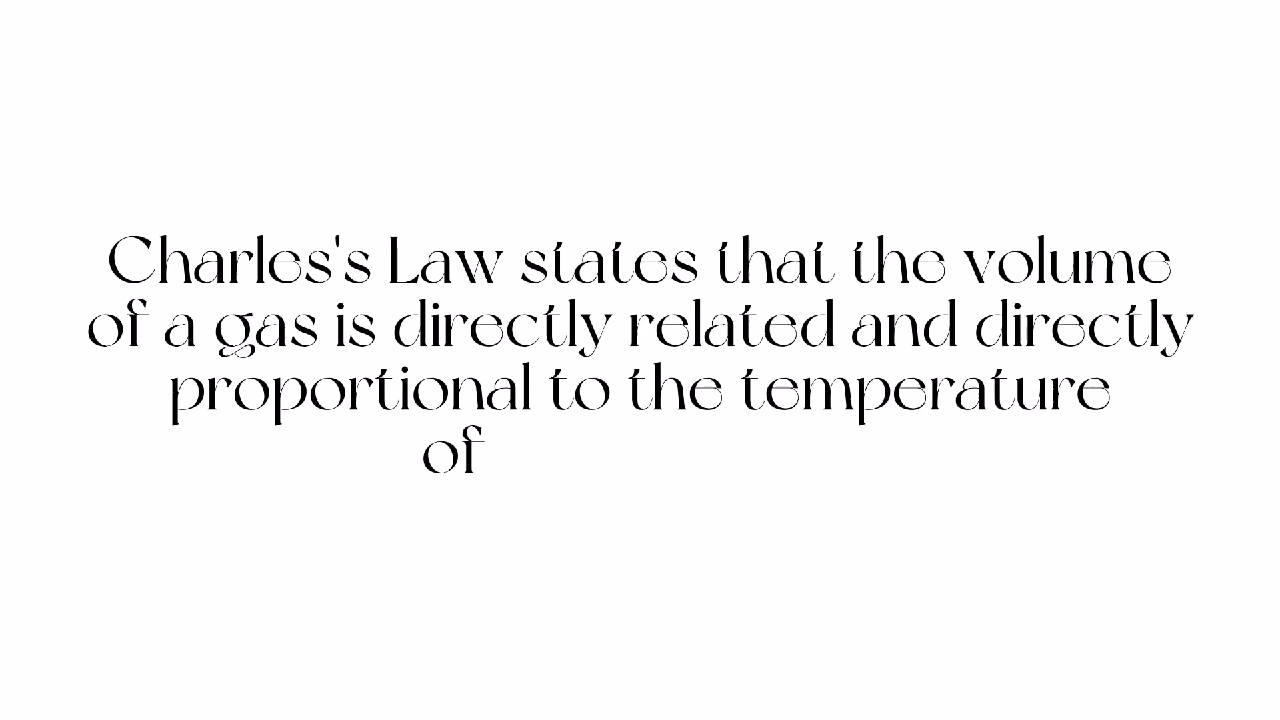 Charles's Law states that the volume
of a gas is directly related and directly
proportional to the temperature
of